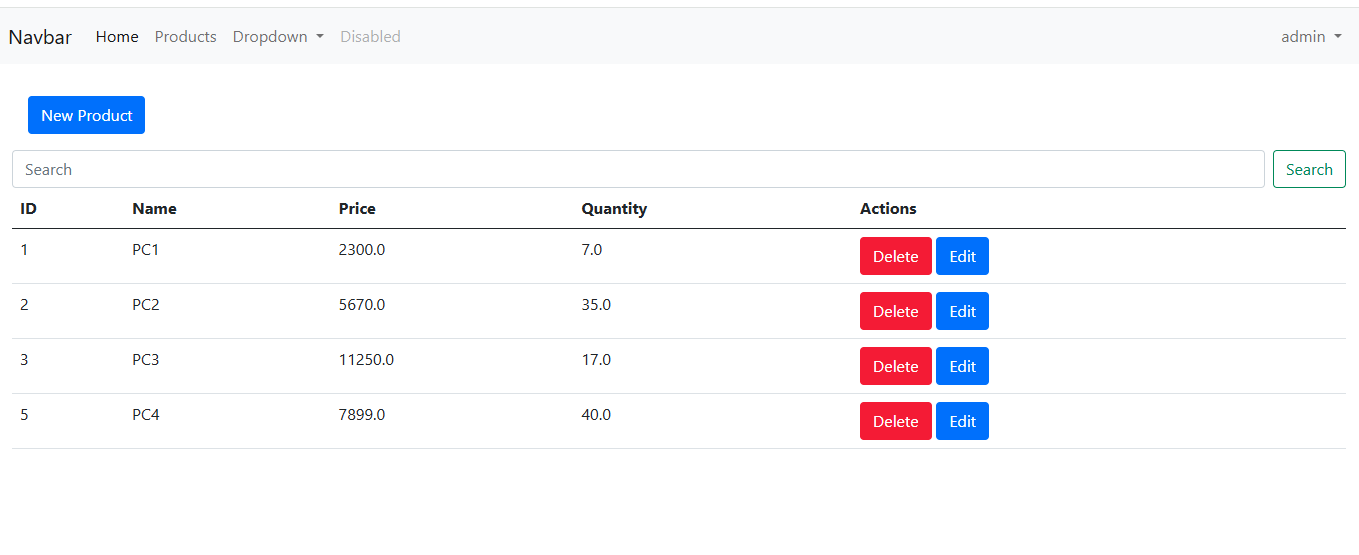 Navbar Home Products Dropdown Disabled admin
New Product
Search Search
ID Name Price Quantity Actions
1 PC1 2300.0 7.0 Delete Edit
2 PC2 5670.0 35.0 Delete Edit
3 PC3 11250.0 17.0 Delete Edit
5 PC4 7899.0 40.0 Delete Edit